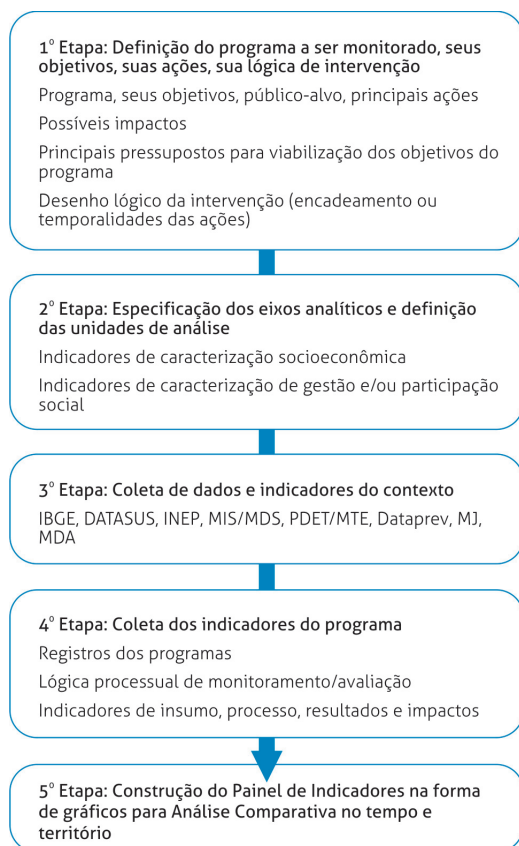 1º Etapa: Definição do programa a ser monitorado, seus
objetivos, suas ações, sua lógica de intervenção
Programa, seus objetivos, público-alvo, principais ações
Possíveis impactos
Principais pressupostos para viabilização dos objetivos do
programa
Desenho lógico da intervenção (encadeamento ou
temporalidades das ações)
2º Etapa: Especificação dos eixos analíticos e definição
das unidades de análise
Indicadores de caracterização socioeconômica
Indicadores de caracterização de gestão e/ou participação
social
3º Etapa: Coleta de dados e indicadores do contexto
IBGE, DATASUS, INEP, MIS/MDS, PDET/MTE, Dataprev, MJ,
MDA
4º Etapa: Coleta dos indicadores do programa
Registros dos programas
Lógica processual de monitoramento/avaliação
Indicadores de insumo, processo, resultados e impactos
5º Etapa: Construção do Painel de Indicadores na forma
de gráficos para Análise Comparativa no tempo e
território